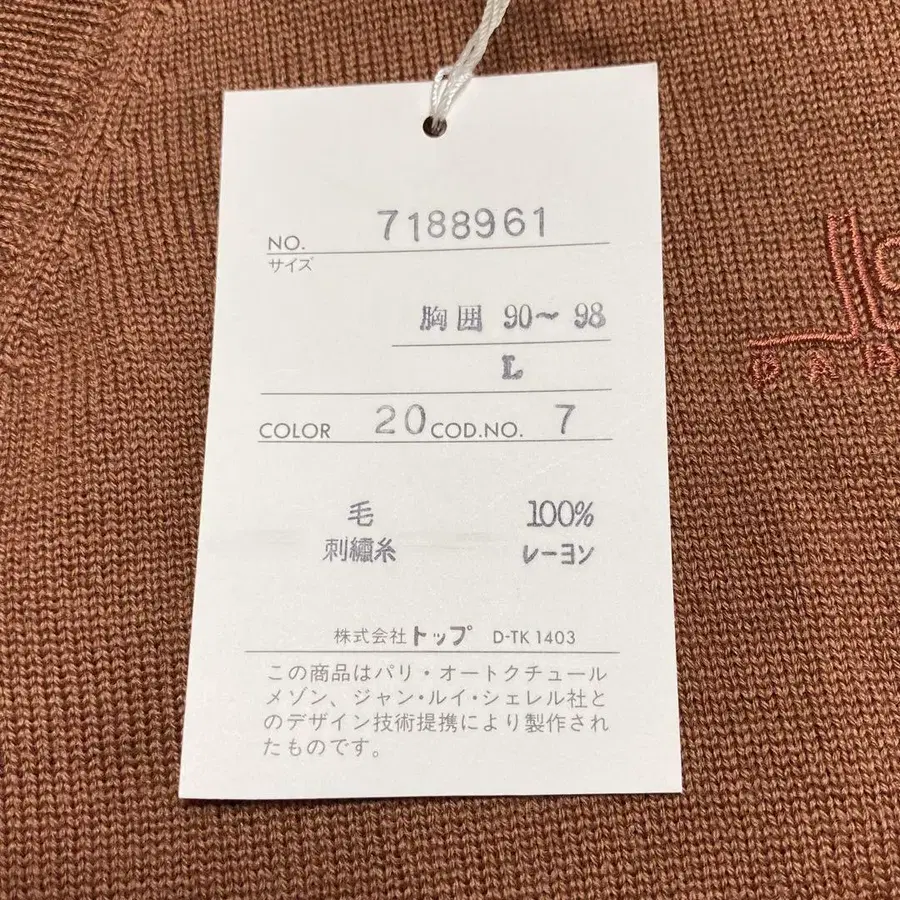 NO. 7188961
サイズ
胸囲 90〜98
L
COLOR 20 COD.NO. 7
毛 100%
刺繡糸 レーヨン
株式会社トップ D-TK 1403
この商品はパリ・オートクチュール
メゾン、ジャン・ルイ・シェレル社と
のデザイン技術提携により製作され
たものです。